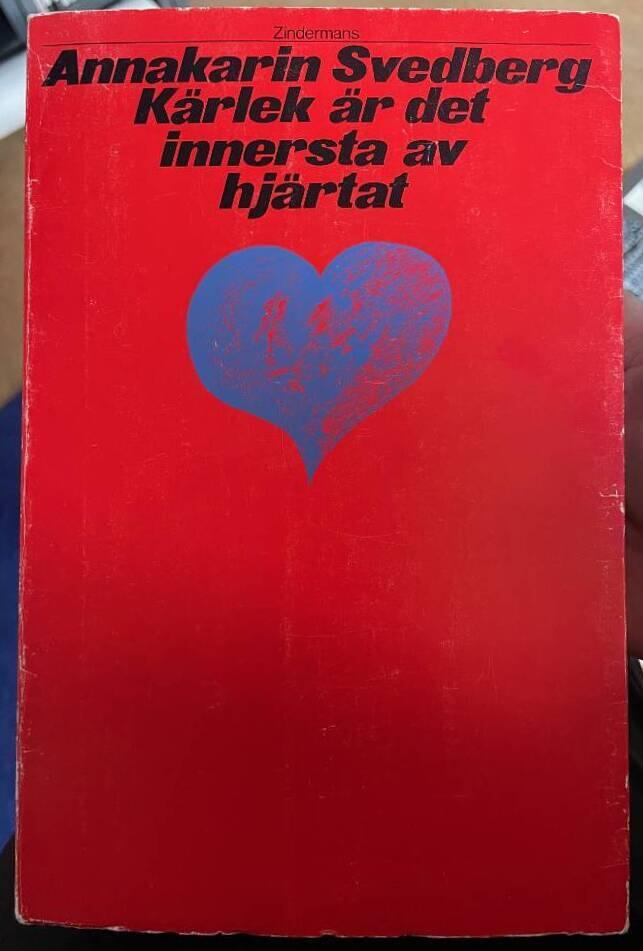 Zindermans
Annakarin Svedberg
Kärlek är det
innersta av
hjärtat